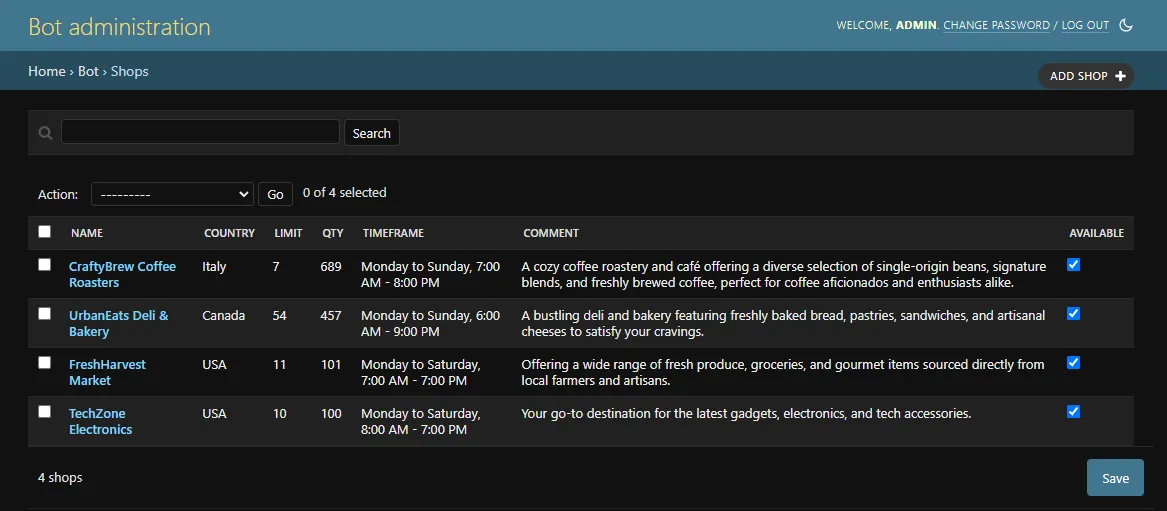 Bot administration
WELCOME, ADMIN. CHANGE PASSWORD / LOG OUT
Home › Bot › Shops
ADD SHOP +
Search
Action: --------- Go 0 of 4 selected
NAME COUNTRY LIMIT QTY TIMEFRAME COMMENT AVAILABLE
CraftyBrew Coffee Italy 7 689 Monday to Sunday, 7:00 A cozy coffee roastery and café offering a diverse selection of single-origin beans, signature
Roasters AM - 8:00 PM blends, and freshly brewed coffee, perfect for coffee aficionados and enthusiasts alike.
UrbanEats Deli & Canada 54 457 Monday to Sunday, 6:00 A bustling deli and bakery featuring freshly baked bread, pastries, sandwiches, and artisanal
Bakery AM - 9:00 PM cheeses to satisfy your cravings.
FreshHarvest USA 11 101 Monday to Saturday, Offering a wide range of fresh produce, groceries, and gourmet items sourced directly from
Market 7:00 AM - 7:00 PM local farmers and artisans.
TechZone USA 10 100 Monday to Saturday, Your go-to destination for the latest gadgets, electronics, and tech accessories.
Electronics 8:00 AM - 7:00 PM
4 shops
Save